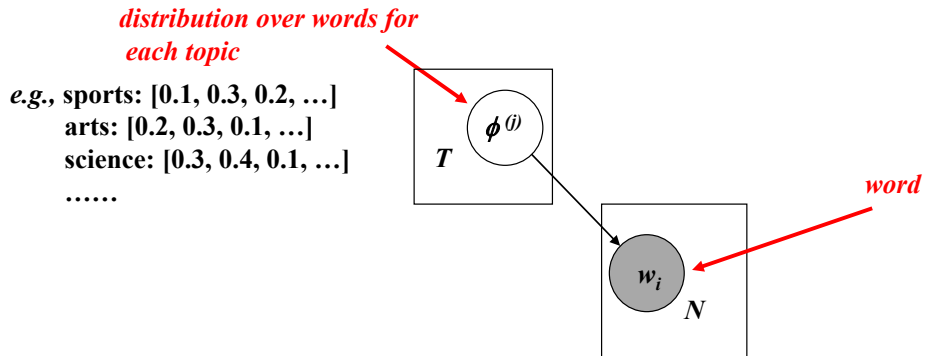 distribution over words for
each topic
e.g., sports: [0.1, 0.3, 0.2, …]
arts: [0.2, 0.3, 0.1, …]
science: [0.3, 0.4, 0.1, …]
……
ϕ(j)
T
word
wi
N